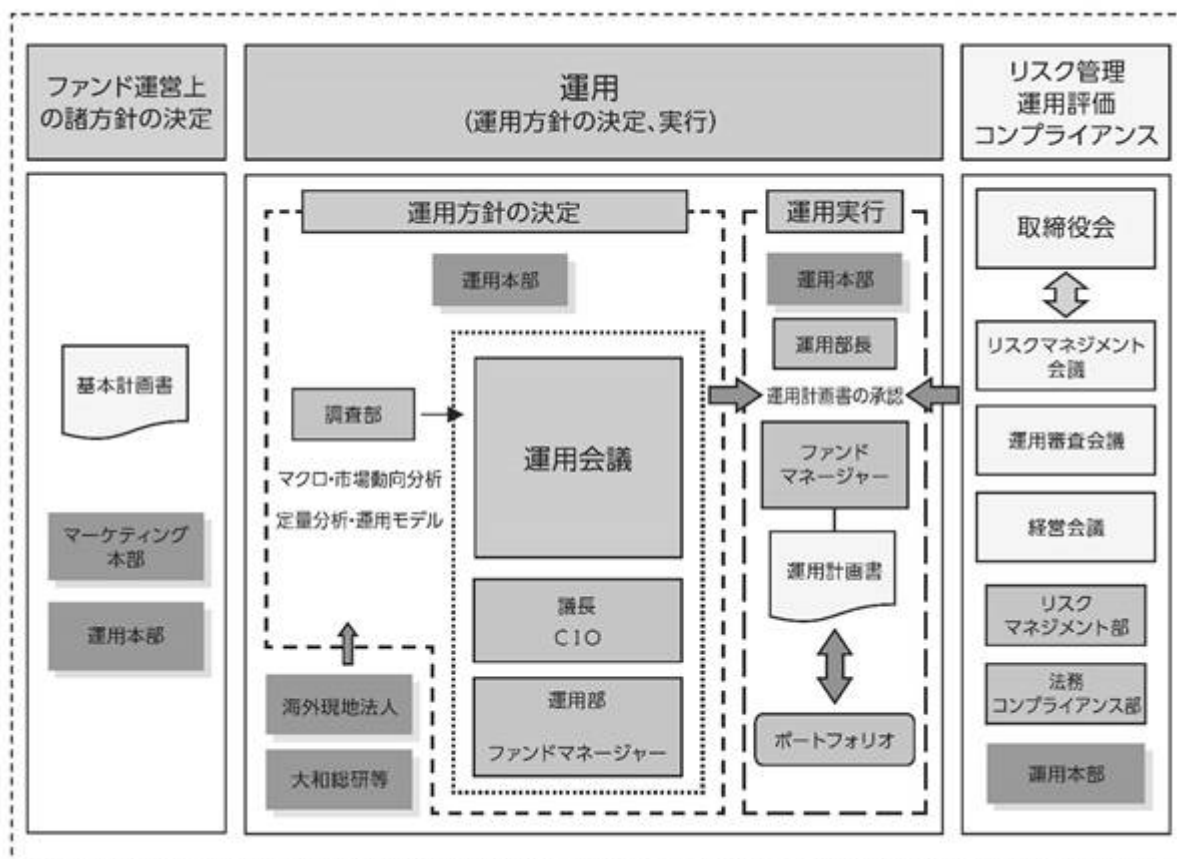 ファンド運営上
の諸方針の決定
運用
(運用方針の決定、実行)
リスク管理
運用評価
コンプライアンス
基本計画書
マーケティング
本部
運用本部
運用方針の決定
運用本部
調査部
マクロ・市場動向分析
定量分析・運用モデル
海外現地法人
大和総研等
運用会議
議長
CIO
運用部
ファンドマネージャー
運用実行
運用本部
運用部長
運用計画書の承認
ファンド
マネージャー
運用計画書
ポートフォリオ
取締役会
リスクマネジメント
会議
運用審査会議
経営会議
リスク
マネジメント部
法務
コンプライアンス部
運用本部